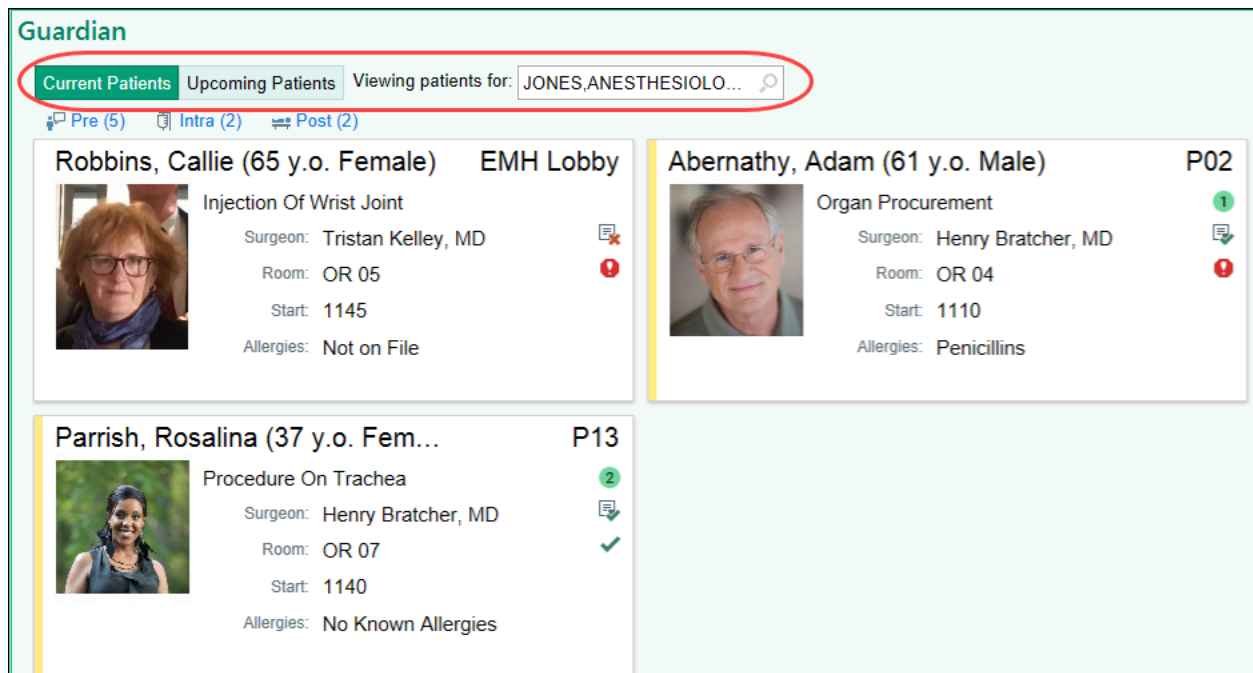 Guardian
Current Patients Upcoming Patients Viewing patients for: JONES,ANESTHESIOLO...
Pre (5) Intra (2) Post (2)
Robbins, Callie (65 y.o. Female) EMH Lobby
Injection Of Wrist Joint
Surgeon: Tristan Kelley, MD
Room: OR 05
Start: 1145
Allergies: Not on File
Abernathy, Adam (61 y.o. Male) P02
Organ Procurement 1
Surgeon: Henry Bratcher, MD
Room: OR 04
Start: 1110
Allergies: Penicillins
Parrish, Rosalina (37 y.o. Fem... P13
Procedure On Trachea 2
Surgeon: Henry Bratcher, MD
Room: OR 07
Start: 1140
Allergies: No Known Allergies